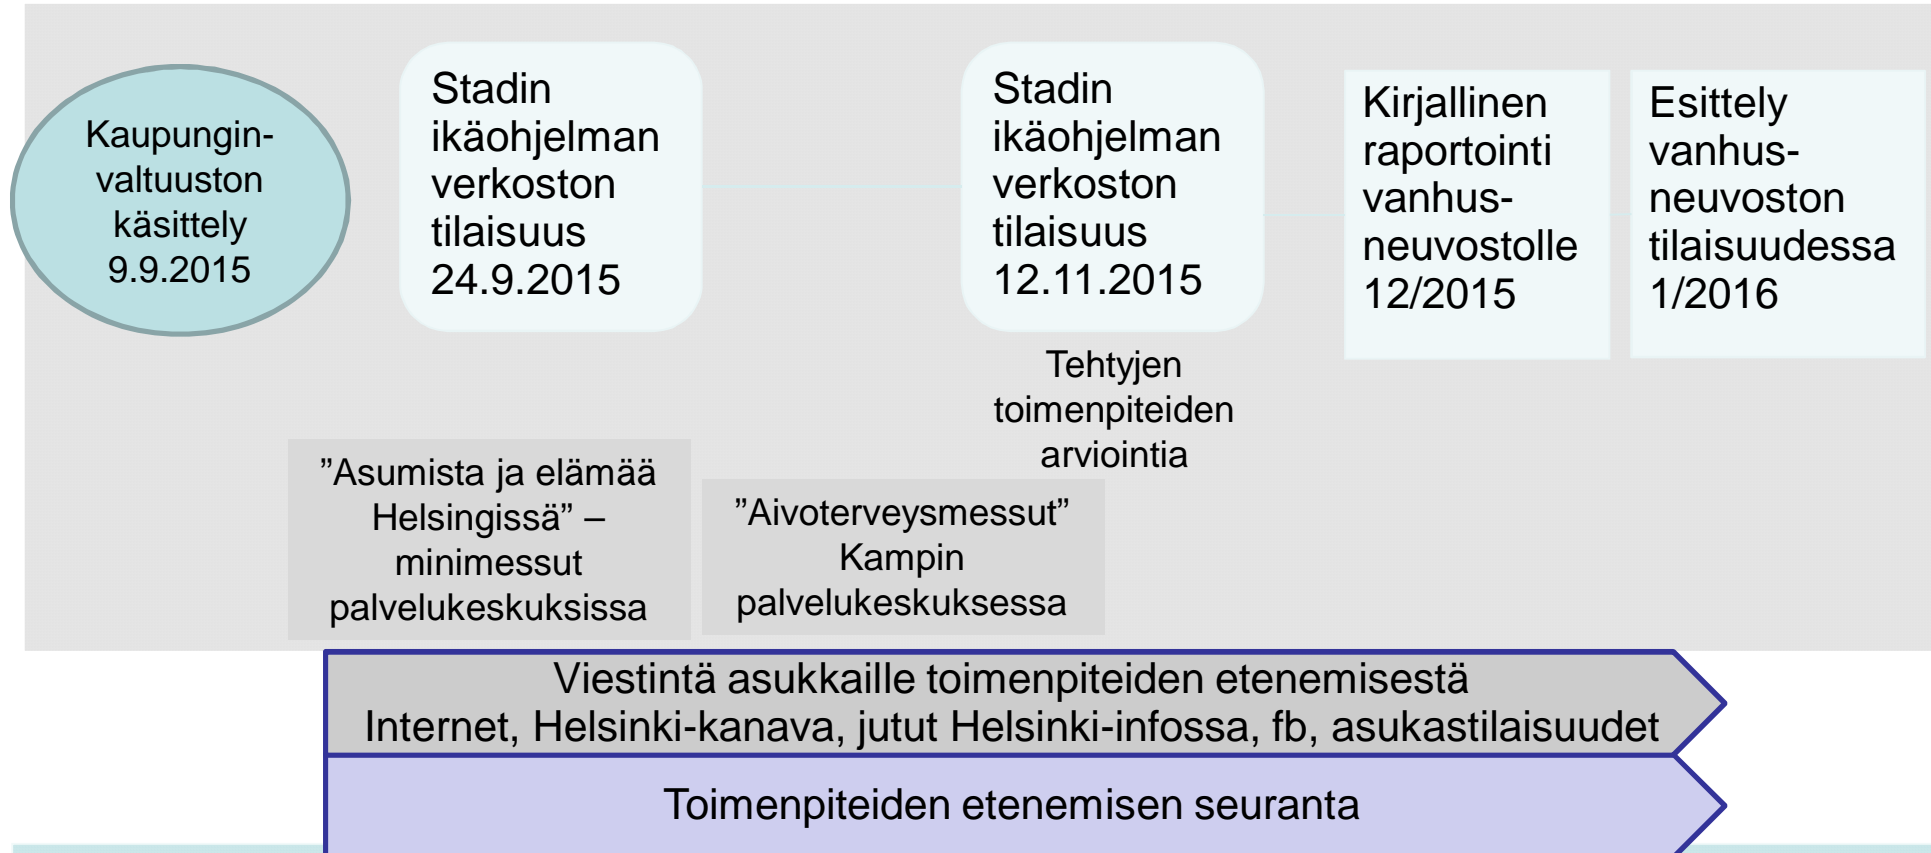 Kaupungin-
valtuuston
käsittely
9.9.2015
Stadin
ikäohjelman
verkoston
tilaisuus
24.9.2015
Stadin
ikäohjelman
verkoston
tilaisuus
12.11.2015
Kirjallinen
raportointi
vanhus-
neuvostolle
12/2015
Esittely
vanhus-
neuvoston
tilaisuudessa
1/2016
Tehtyjen
toimenpiteiden
arviointia
”Asumista ja elämää
Helsingissä” –
minimessut
palvelukeskuksissa
”Aivoterveysmessut”
Kampin
palvelukeskuksessa
Viestintä asukkaille toimenpiteiden etenemisestä
Internet, Helsinki-kanava, jutut Helsinki-infossa, fb, asukastilaisuudet
Toimenpiteiden etenemisen seuranta